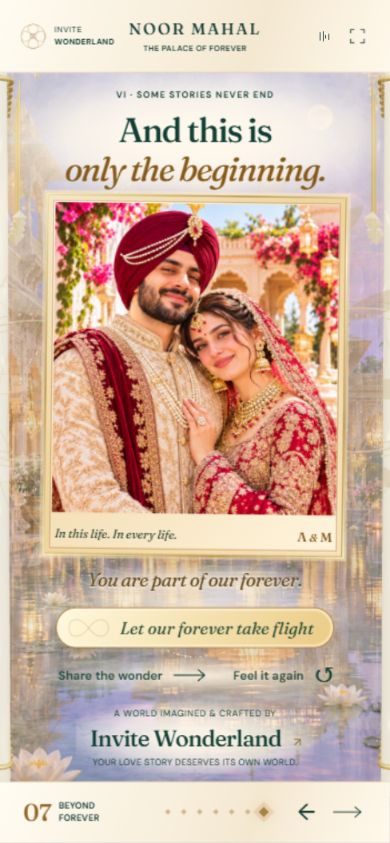 INVITE
WONDERLAND
NOOR MAHAL
THE PALACE OF FOREVER
VI · SOME STORIES NEVER END
And this is
only the beginning.
In this life. In every life.
A & M
You are part of our forever.
Let our forever take flight
Share the wonder → Feel it again ↺
A WORLD IMAGINED & CRAFTED BY
Invite Wonderland ↗
YOUR LOVE STORY DESERVES ITS OWN WORLD.
07 BEYOND
FOREVER